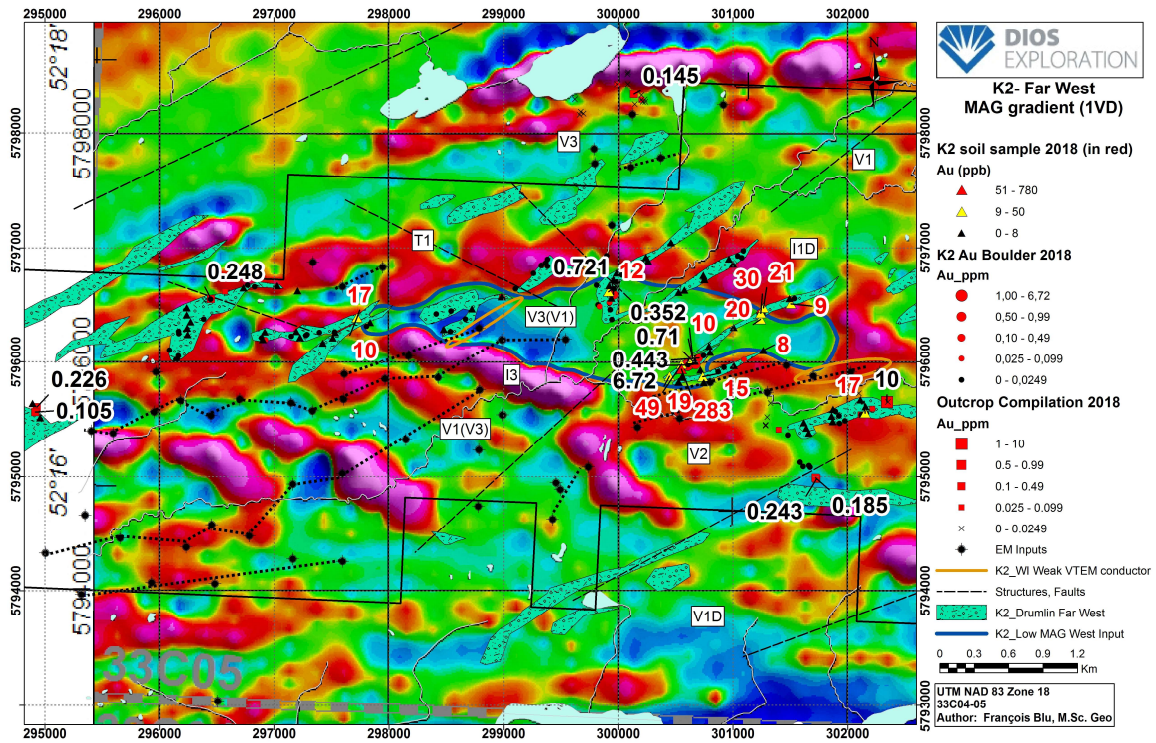 295000 296000 297000 298000 299000 300000 301000 302000
52°18'
5798000
5798000
5797000
5797000
5796000
96000
5796000
5795000
52°16'
5795000
5794000
5794000
5794000
5793000
295000 296000 297000 298000 299000 300000 301000 302000
0.145
V3
V1
T1
I1D
0.248
0.721
12
30
21
17
0.352
20
9
V3(V1)
10
0.71
10
0.443
8
I3
6.72
0.226
0.105
49
19
283
15
17
10
V1(V3)
V2
0.243
0.185
V1D
33C05
N
DIOS
EXPLORATION
K2- Far West
MAG gradient (1VD)
K2 soil sample 2018 (in red)
Au (ppb)
51 - 780
9 - 50
0 - 8
K2 Au Boulder 2018
Au_ppm
1,00 - 6,72
0,50 - 0,99
0,10 - 0,49
0,025 - 0,099
0 - 0,0249
Outcrop Compilation 2018
Au_ppm
1 - 10
0.5 - 0.99
0.1 - 0.49
0.025 - 0.099
0 - 0.0249
EM Inputs
K2_WI Weak VTEM conductor
Structures, Faults
K2_Drumlin Far West
K2_Low MAG West Input
0 0.3 0.6 0.9 1.2
Km
UTM NAD 83 Zone 18
33C04-05
Author: François Blu, M.Sc. Geo